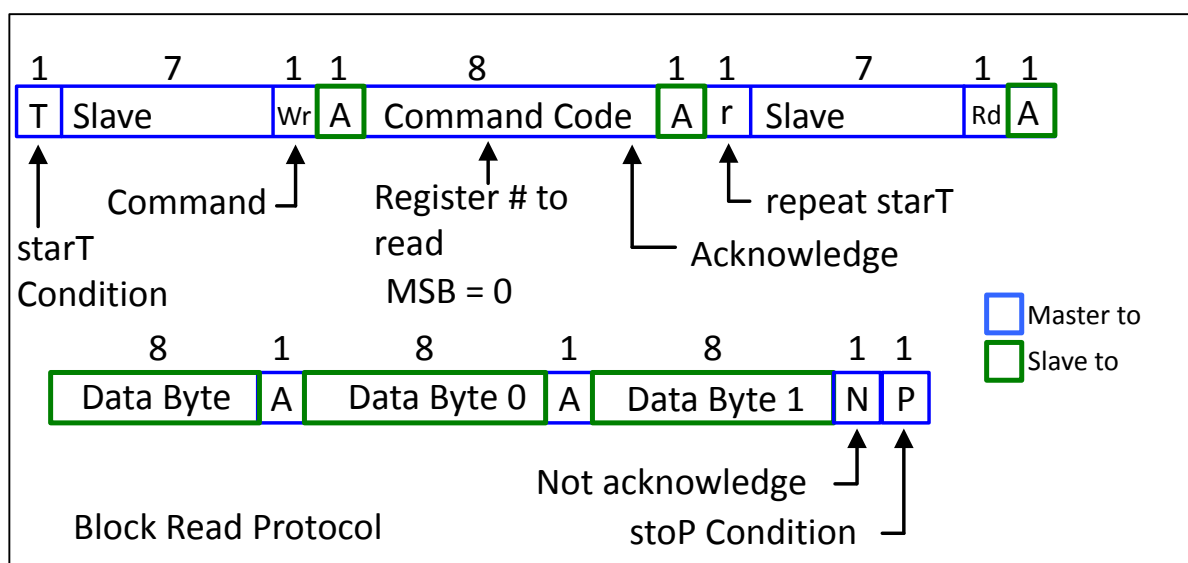 1 7 1 1 8 1 1 7 1 1
T Slave Wr A Command Code A r Slave Rd A
Command
Register # to
read
MSB = 0
repeat starT
Acknowledge
starT
Condition
Master to
Slave to
8 1 8 1 8 1 1
Data Byte A Data Byte 0 A Data Byte 1 N P
Not acknowledge
stoP Condition
Block Read Protocol